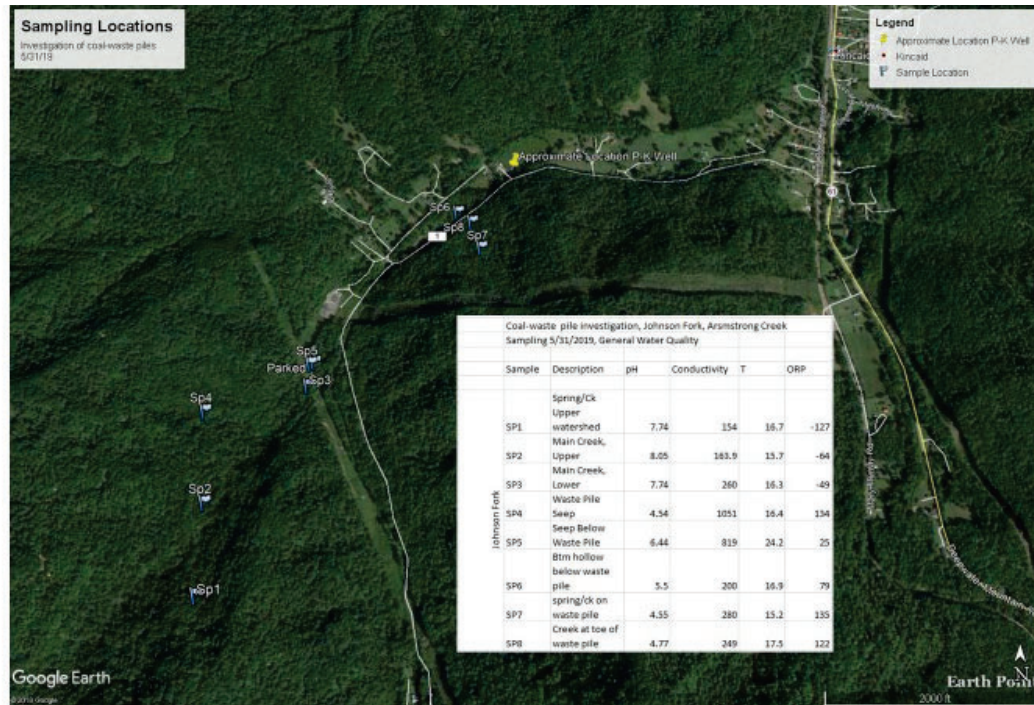 Sampling Locations
Investigation of coal-waste piles
5/31/19
Legend
Approximate Location P-K Well
Kincaid
Sample Location
Kincaid
Approximate Location P-K Well
61
Sp6
Sp8
Sp7
Sp5
Parked
Sp3
Sp4
Sp2
Sp1
Coal-waste pile investigation, Johnson Fork, Arsmstrong Creek
Sampling 5/31/2019, General Water Quality
Sample Description pH Conductivity T ORP
Spring/Ck
Upper
SP1 watershed 7.74 154 16.7 -127
Main Creek,
SP2 Upper 8.05 163.9 15.7 -64
Main Creek,
SP3 Lower 7.74 260 16.3 -49
Waste Pile
SP4 Seep 4.54 1051 16.4 134
Seep Below
SP5 Waste Pile 6.44 819 24.2 25
Btm hollow
below waste
SP6 pile 5.5 200 16.9 79
spring/ck on
SP7 waste pile 4.55 280 15.2 135
Creek at toe of
SP8 waste pile 4.77 249 17.5 122
Johnson Fork
Google Earth
N
Earth Point
2000 ft